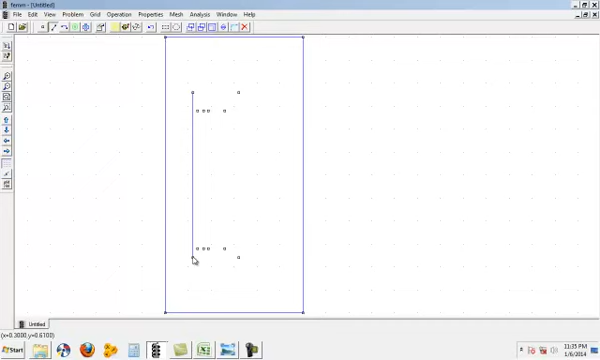 femm - [Untitled]
File Edit View Problem Grid Operation Properties Mesh Analysis Window Help
Untitled
(x=0.3000,y=0.6100)
Start
11:35 PM
1/6/2014